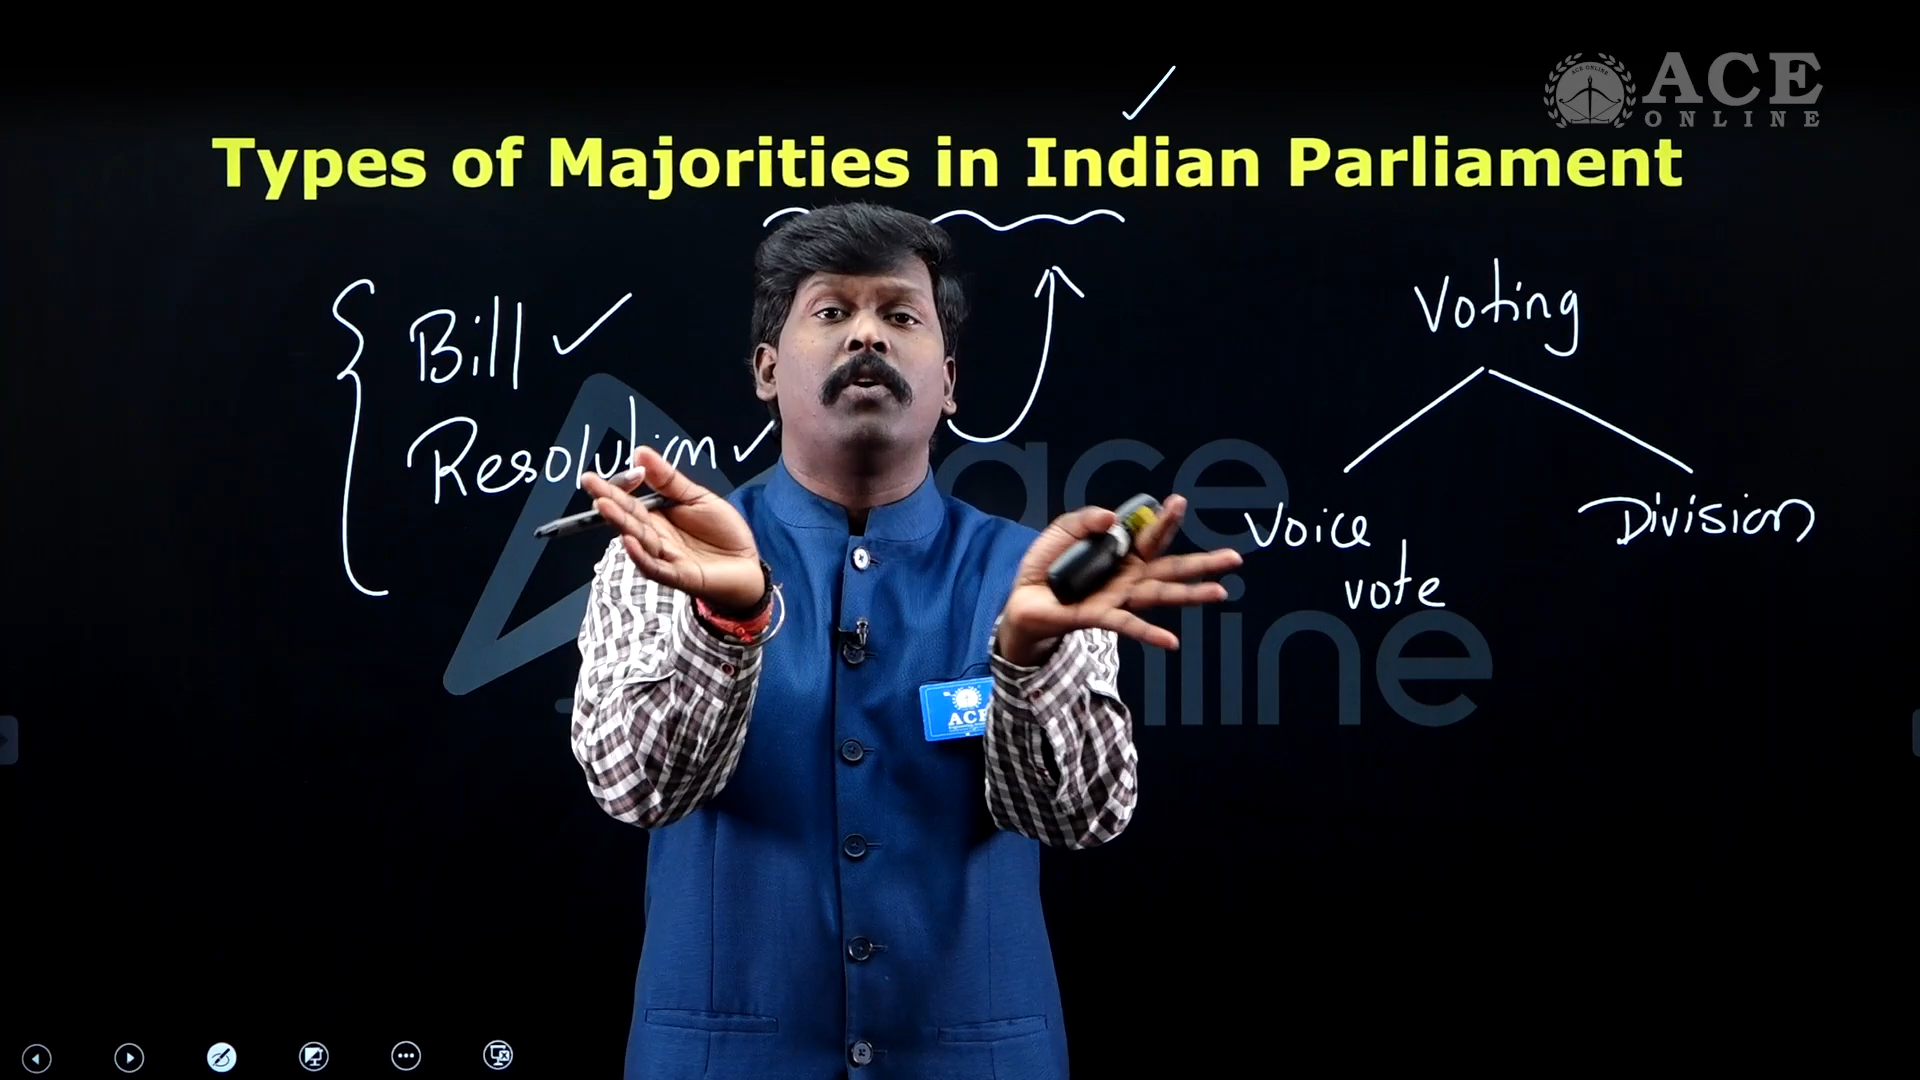 ACE
ONLINE
Types of Majorities in Indian Parliament
Bill
Resolution
Voting
Voice
vote
Division
ace
online
ACE